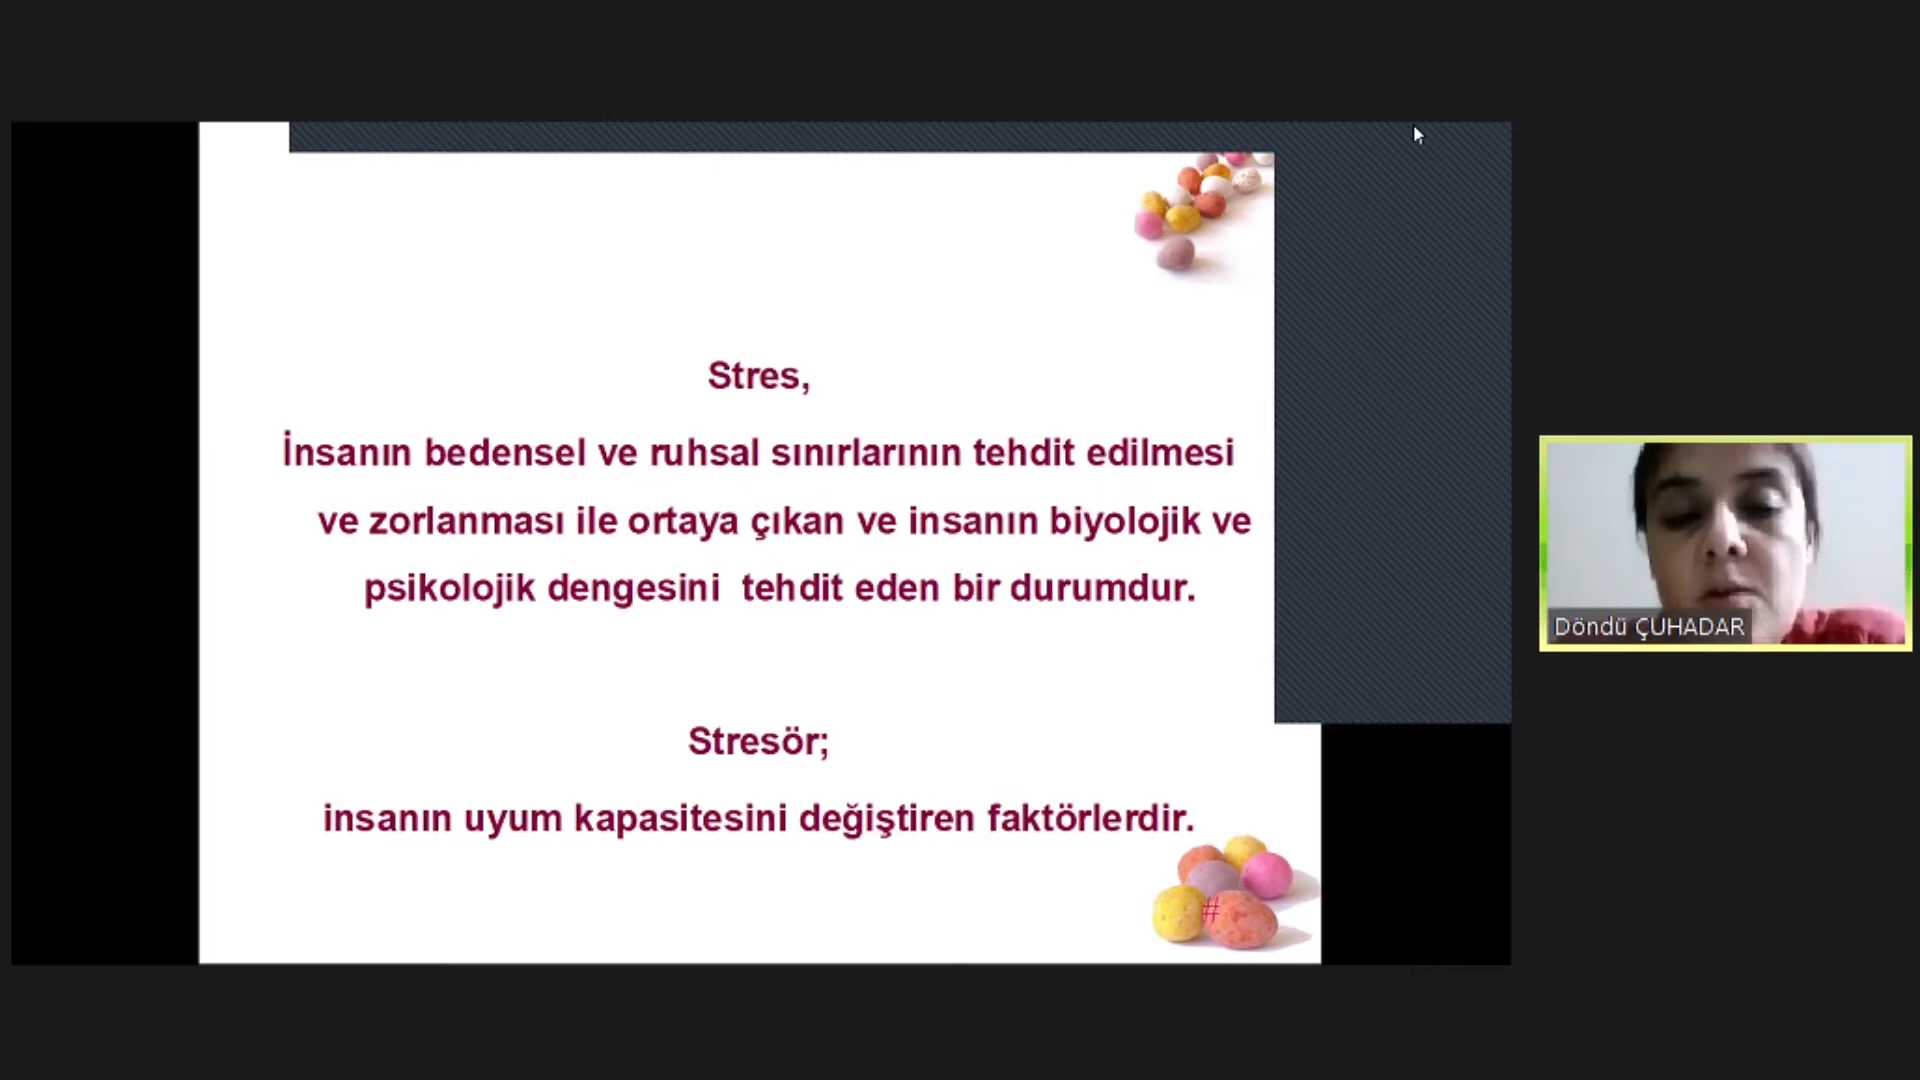 Stres,
İnsanın bedensel ve ruhsal sınırlarının tehdit edilmesi
ve zorlanması ile ortaya çıkan ve insanın biyolojik ve
psikolojik dengesini  tehdit eden bir durumdur.
Stresör;
insanın uyum kapasitesini değiştiren faktörlerdir.
#
Döndü ÇUHADAR